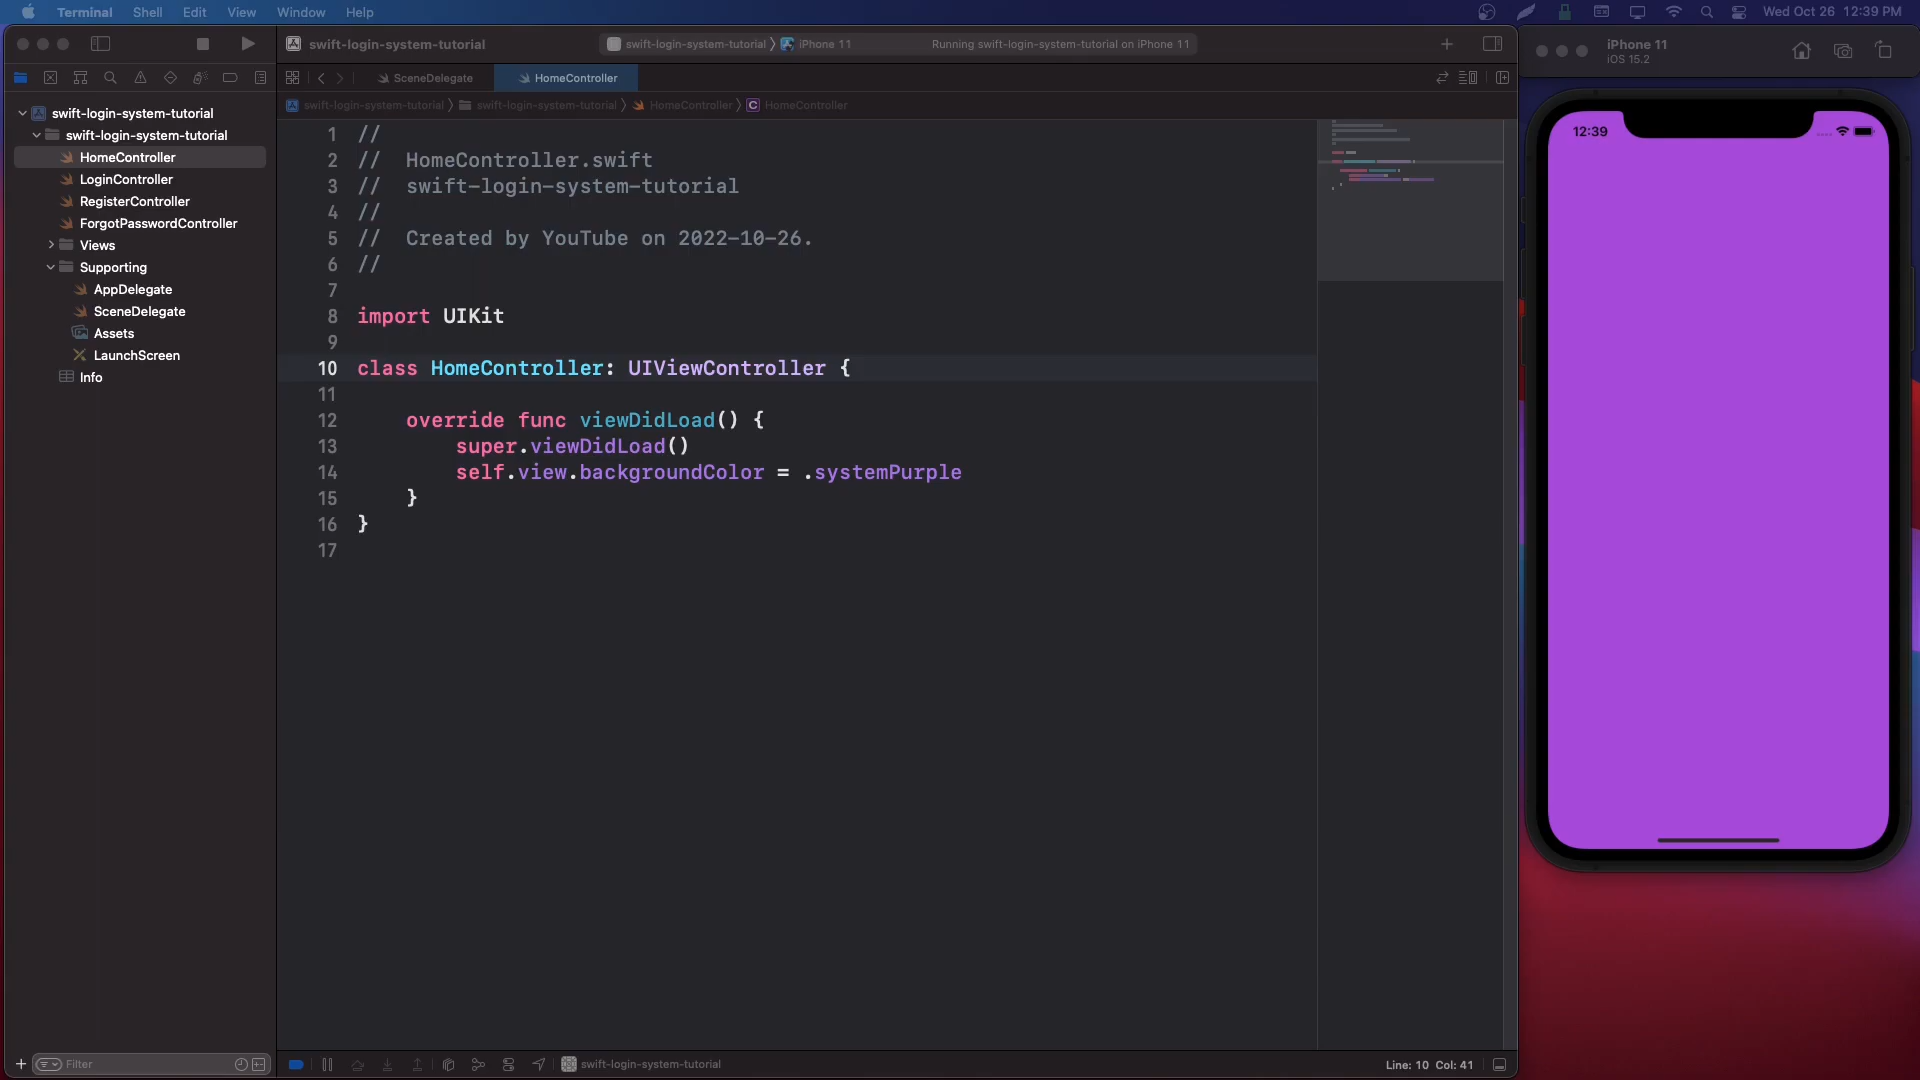 Terminal Shell Edit View Window Help
Wed Oct 26 12:39 PM
swift-login-system-tutorial
swift-login-system-tutorial iPhone 11
Running swift-login-system-tutorial on iPhone 11
iPhone 11
iOS 15.2
SceneDelegate
HomeController
swift-login-system-tutorial
swift-login-system-tutorial
HomeController
LoginController
RegisterController
ForgotPasswordController
Views
Supporting
AppDelegate
SceneDelegate
Assets
LaunchScreen
Info
Filter
swift-login-system-tutorial swift-login-system-tutorial HomeController C HomeController
1 //
2 //  HomeController.swift
3 //  swift-login-system-tutorial
4 //
5 //  Created by YouTube on 2022-10-26.
6 //
7
8 import UIKit
9
10 class HomeController: UIViewController {
11
12     override func viewDidLoad() {
13         super.viewDidLoad()
14         self.view.backgroundColor = .systemPurple
15     }
16 }
17
swift-login-system-tutorial
Line: 10 Col: 41
12:39